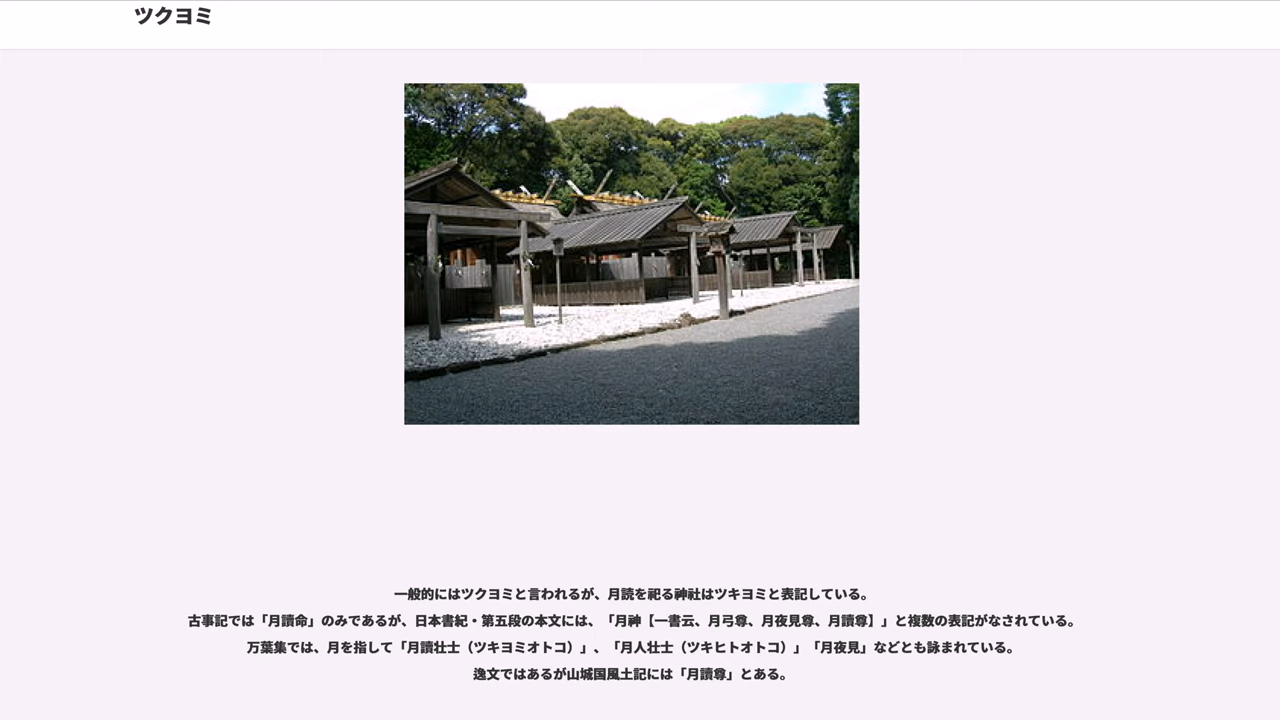 ツクヨミ
一般的にはツクヨミと言われるが、月読を祀る神社はツキヨミと表記している。
古事記では「月讀命」のみであるが、日本書紀・第五段の本文には、「月神【一書云、月弓尊、月夜見尊、月讀尊】」と複数の表記がなされている。
万葉集では、月を指して「月讀壮士（ツキヨミオトコ）」、「月人壮士（ツキヒトオトコ）」「月夜見」などとも詠まれている。
逸文ではあるが山城国風土記には「月讀尊」とある。